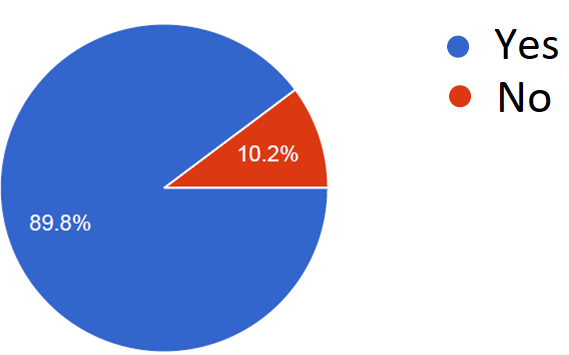 Yes
No
10.2%
89.8%